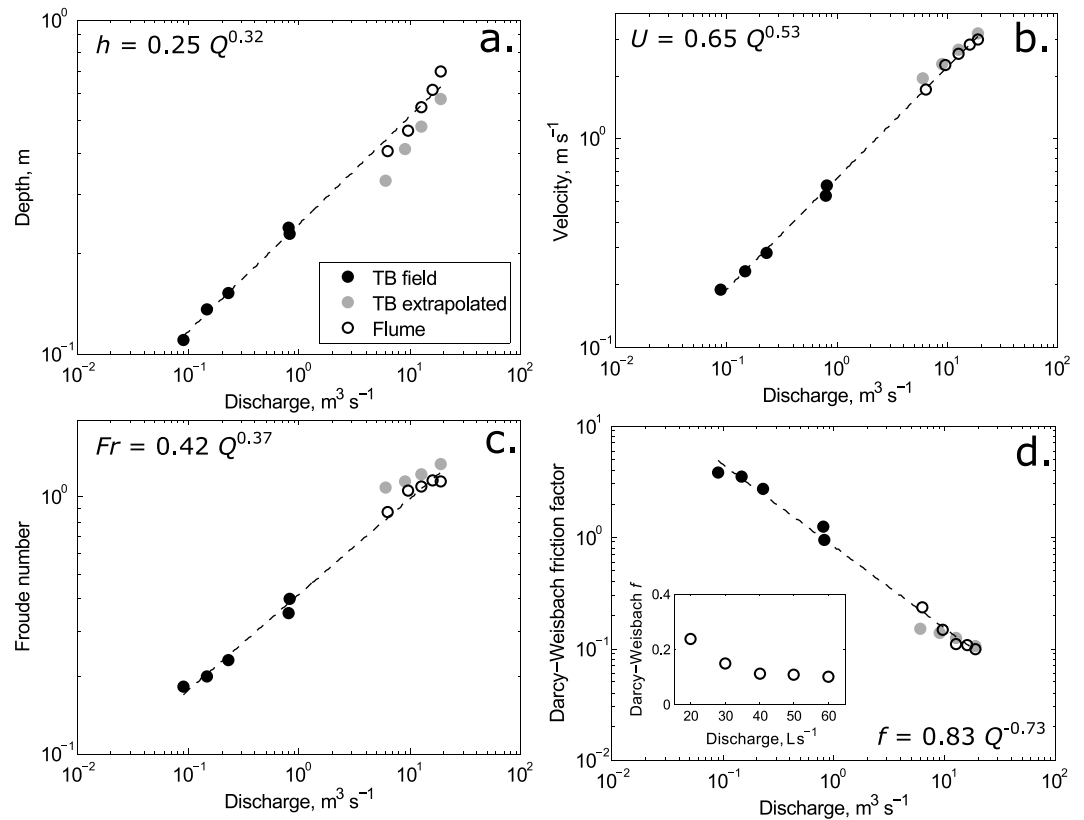 h = 0.25 Q^0.32
a.
10^0
10^-1
Depth, m
TB field
TB extrapolated
Flume
10^-2 10^-1 10^0 10^1 10^2
Discharge, m^3 s^-1
U = 0.65 Q^0.53
b.
10^0
10^-1
Velocity, m s^-1
10^-2 10^-1 10^0 10^1 10^2
Discharge, m^3 s^-1
Fr = 0.42 Q^0.37
c.
10^0
10^-1
Froude number
10^-2 10^-1 10^0 10^1 10^2
Discharge, m^3 s^-1
d.
10^1
10^0
10^-1
10^-2
Darcy–Weisbach friction factor
Darcy–Weisbach f
0.4
0.2
0
20 30 40 50 60
Discharge, Ls^-1
f = 0.83 Q^-0.73
10^-2 10^-1 10^0 10^1 10^2
Discharge, m^3 s^-1